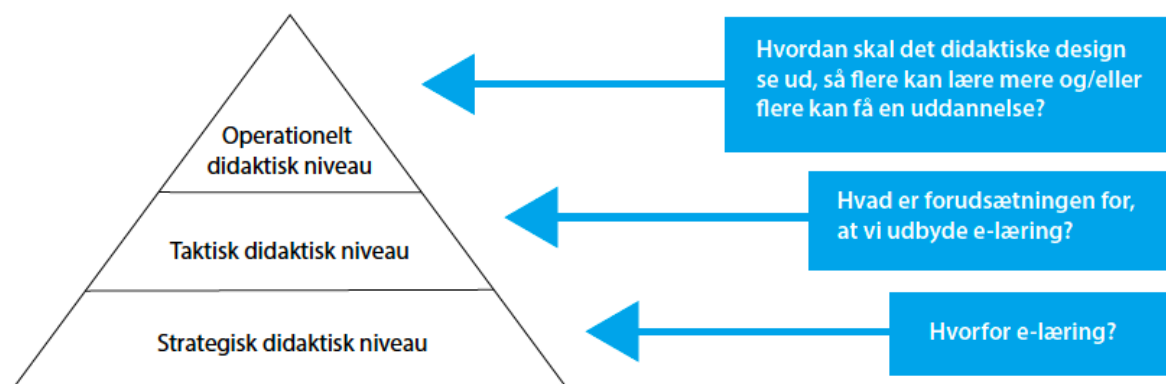 Hvordan skal det didaktiske design
se ud, så flere kan lære mere og/eller
flere kan få en uddannelse?
Operationelt
didaktisk niveau
Hvad er forudsætningen for,
at vi udbyde e-læring?
Taktisk didaktisk niveau
Hvorfor e-læring?
Strategisk didaktisk niveau